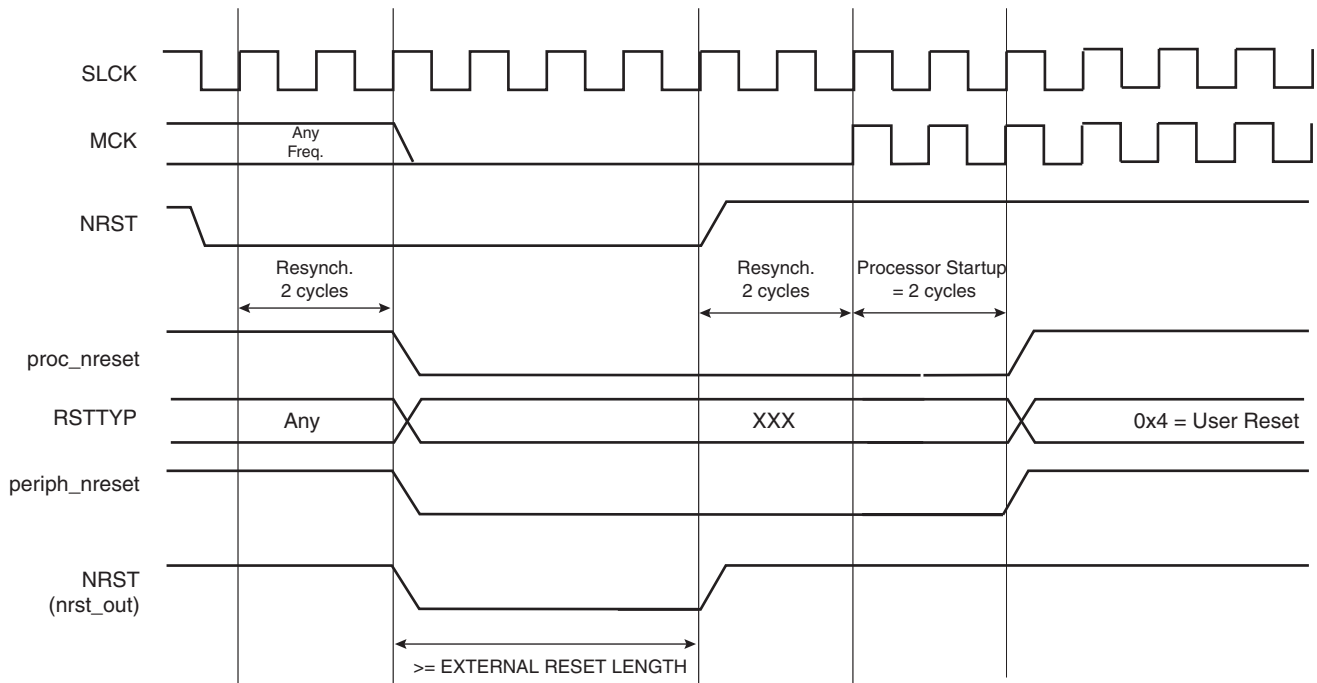 SLCK
MCK
Any
Freq.
NRST
Resynch.
2 cycles
Resynch.
2 cycles
Processor Startup
= 2 cycles
proc_nreset
RSTTYP
Any
XXX
0x4 = User Reset
periph_nreset
NRST
(nrst_out)
>= EXTERNAL RESET LENGTH